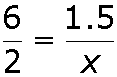 6/2 = 1.5/x